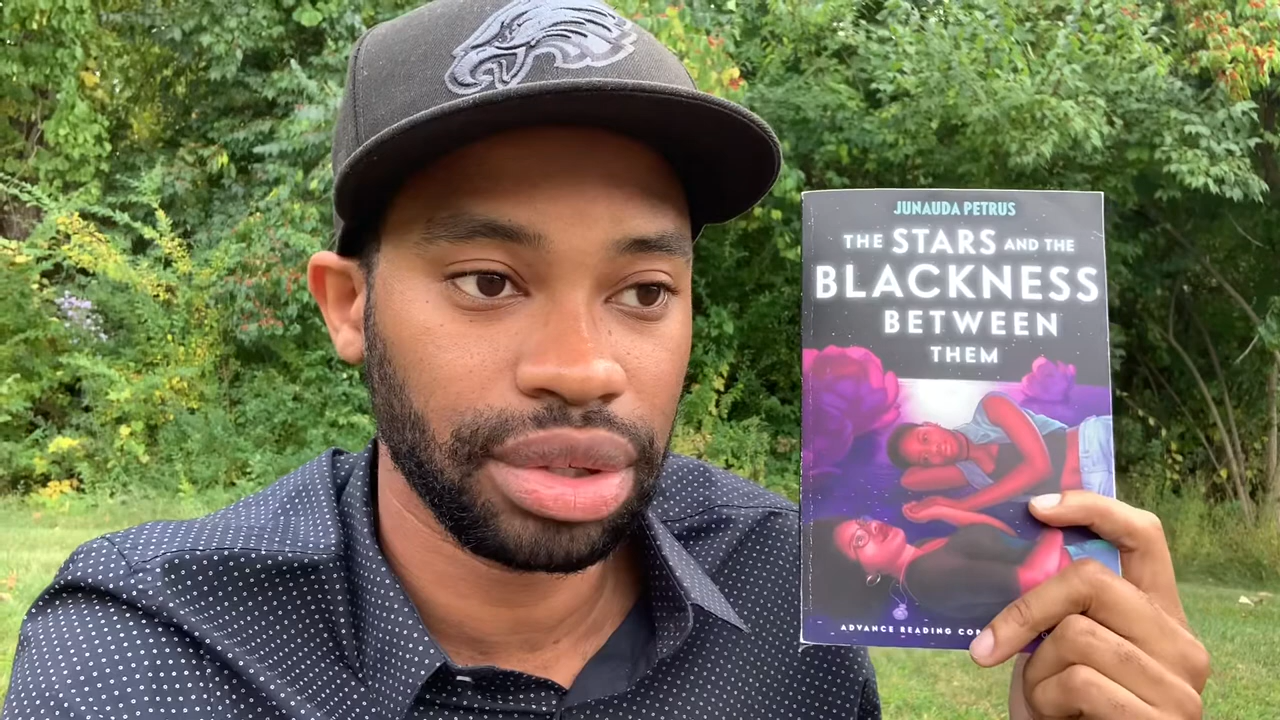 JUNAUDA PETRUS
THE STARS AND THE
BLACKNESS
BETWEEN
THEM
ADVANCE READING